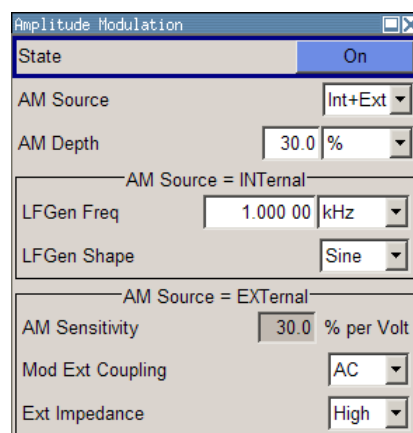 Amplitude Modulation
State On
AM Source Int+Ext
AM Depth 30.0 %
AM Source = INTernal
LFGen Freq 1.000 00 kHz
LFGen Shape Sine
AM Source = EXTernal
AM Sensitivity 30.0 % per Volt
Mod Ext Coupling AC
Ext Impedance High